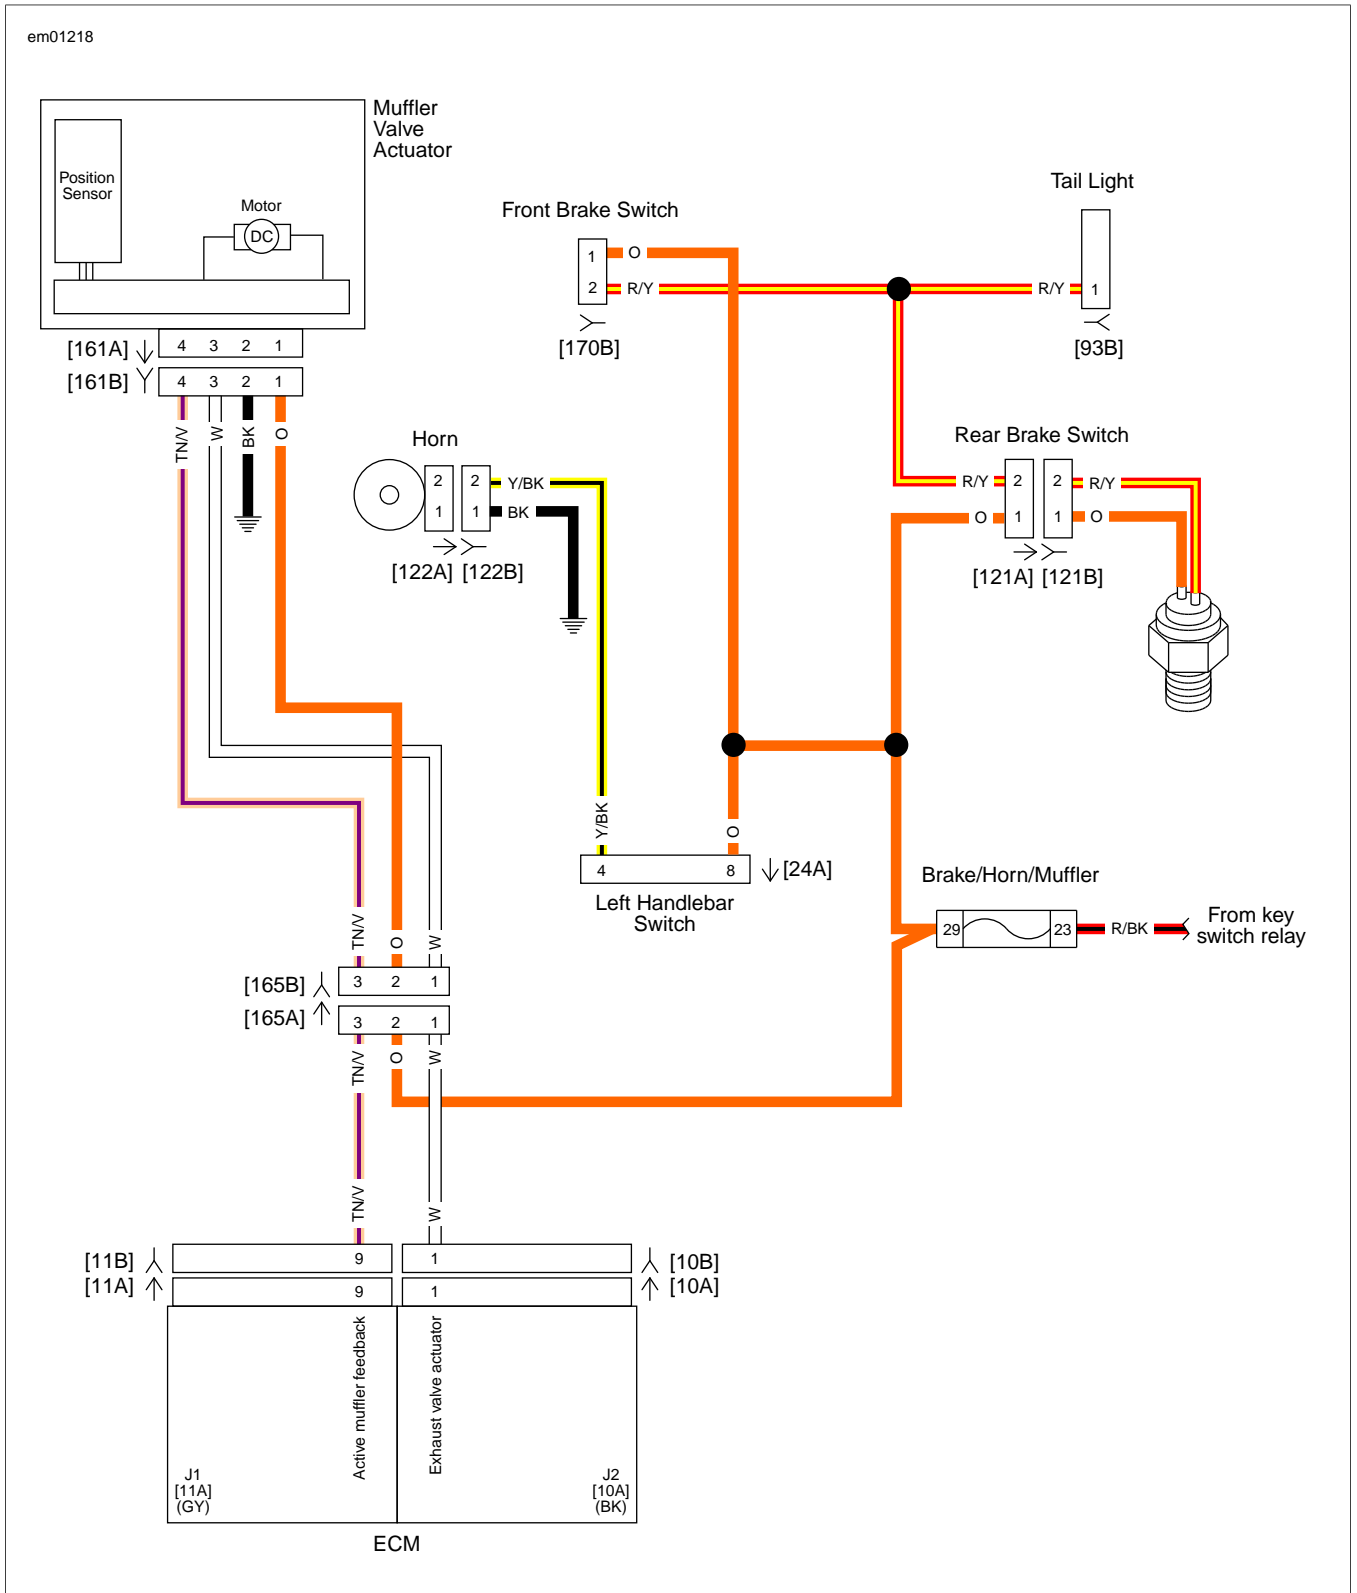 em01218
Muffler
Valve
Actuator
Position
Sensor
Motor
DC
[161A]
4 3 2 1
[161B]
4 3 2 1
TN/V
W
BK
O
Front Brake Switch
1
O
2
R/Y
[170B]
Tail Light
R/Y
1
[93B]
Horn
2 2 Y/BK
1 1 BK
[122A] [122B]
Rear Brake Switch
R/Y 2 2 R/Y
O 1 1 O
[121A] [121B]
Y/BK
O
4 8
[24A]
Left Handlebar
Switch
Brake/Horn/Muffler
29 23
R/BK
From key
switch relay
TN/V
O
W
[165B]
3 2 1
[165A]
3 2 1
TN/V
O
W
TN/V
W
[11B]
9 1
[10B]
[11A]
9 1
[10A]
Active muffler feedback
Exhaust valve actuator
J1
[11A]
(GY)
J2
[10A]
(BK)
ECM